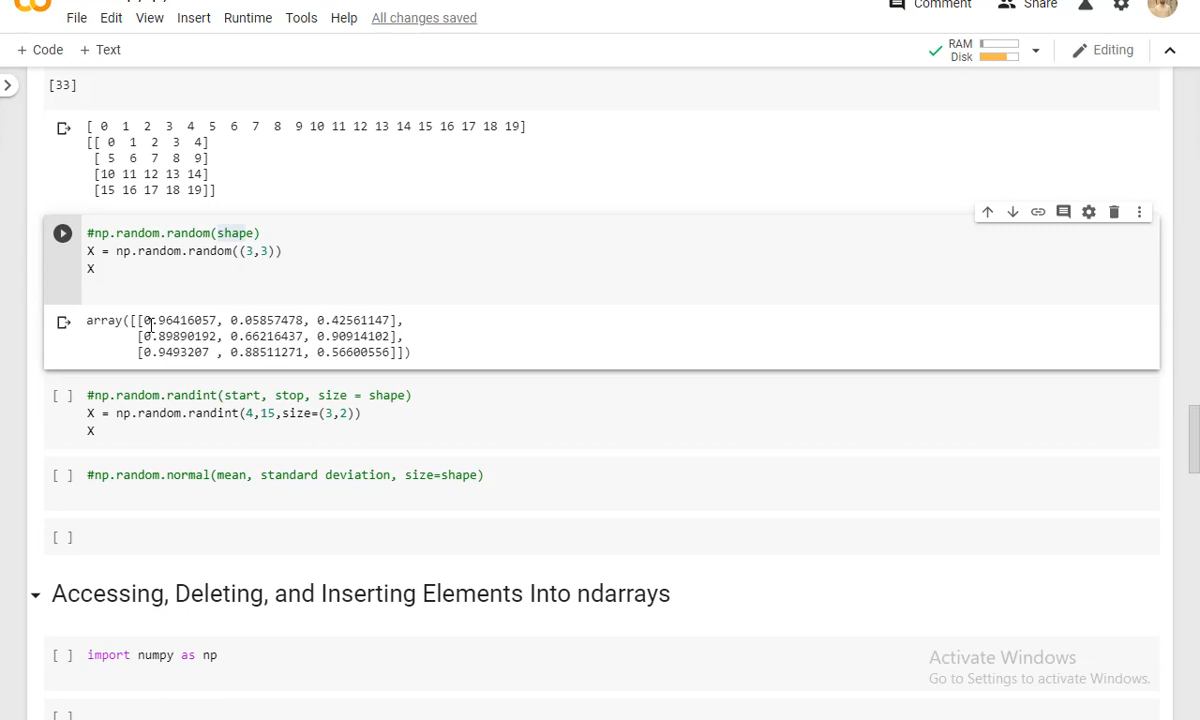 File Edit View Insert Runtime Tools Help All changes saved
Comment Share
+ Code + Text
RAM
Disk
Editing
[33]
[ 0 1 2 3 4 5 6 7 8 9 10 11 12 13 14 15 16 17 18 19]
[[ 0 1 2 3 4]
[ 5 6 7 8 9]
[10 11 12 13 14]
[15 16 17 18 19]]
#np.random.random(shape)
X = np.random.random((3,3))
X
array([[0.96416057, 0.05857478, 0.42561147],
[0.89890192, 0.66216437, 0.90914102],
[0.9493207 , 0.88511271, 0.56600556]])
[ ] #np.random.randint(start, stop, size = shape)
X = np.random.randint(4,15,size=(3,2))
X
[ ] #np.random.normal(mean, standard deviation, size=shape)
[ ]
Accessing, Deleting, and Inserting Elements Into ndarrays
[ ] import numpy as np
Activate Windows
Go to Settings to activate Windows.
[ ]